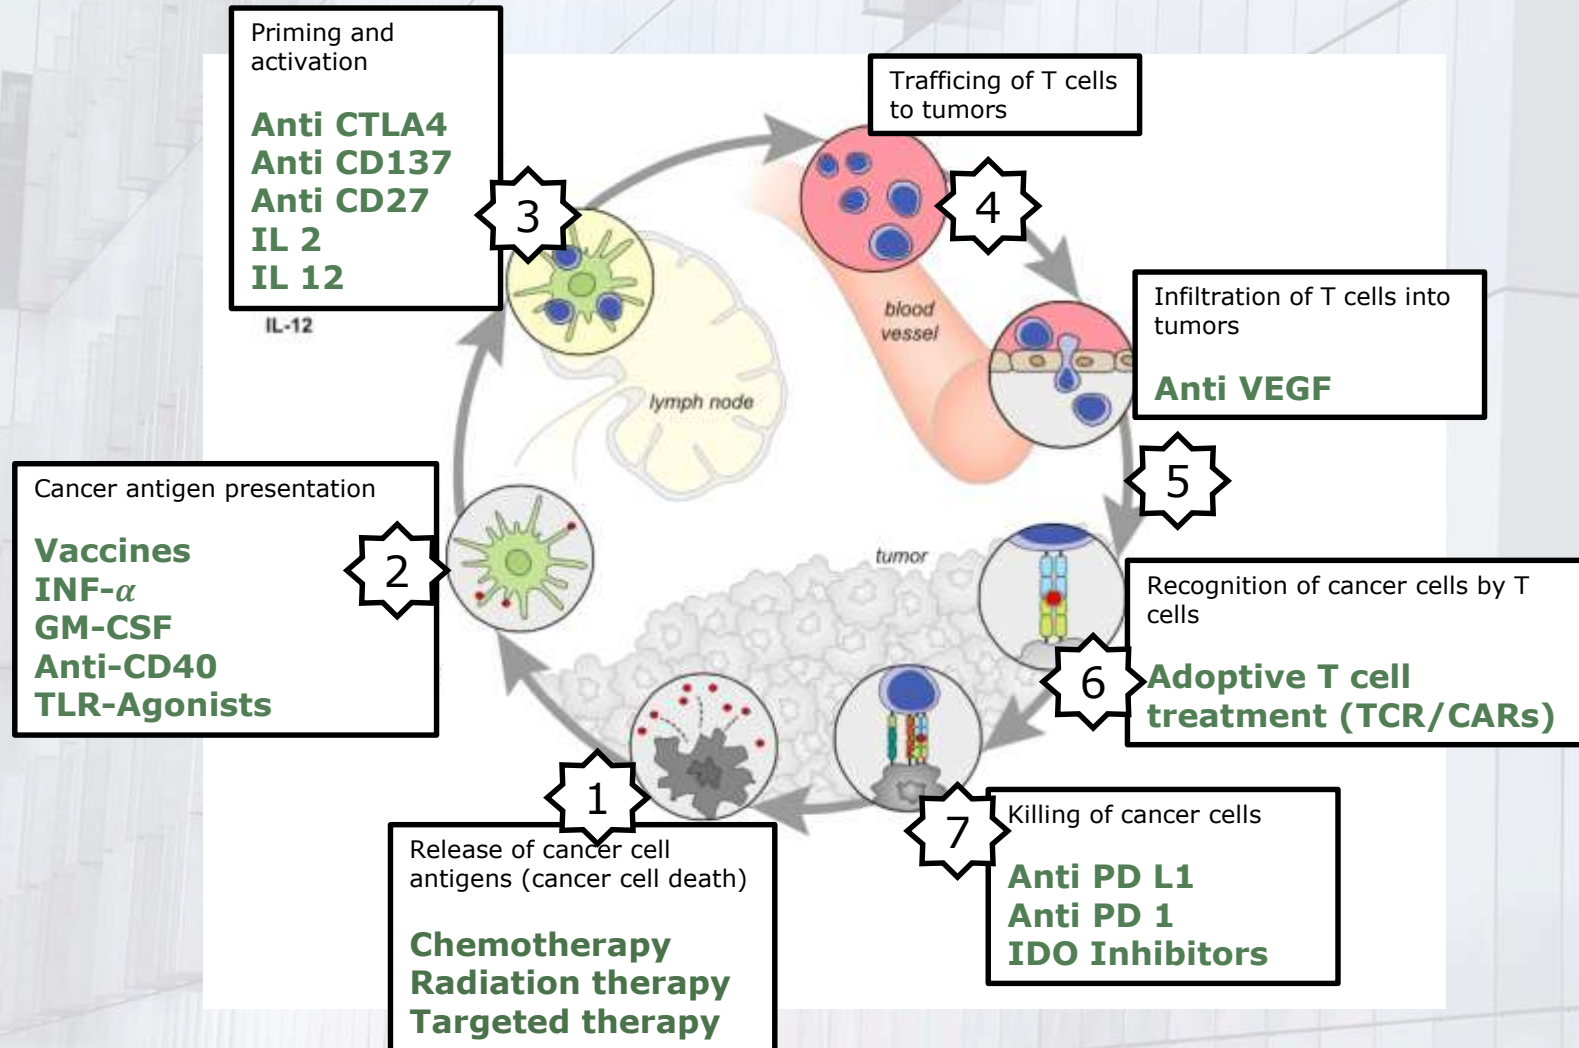 Priming and
activation
Anti CTLA4
Anti CD137
Anti CD27
IL 2
IL 12
3
IL-12
Trafficing of T cells
to tumors
4
blood
vessel
Infiltration of T cells into
tumors
Anti VEGF
5
lymph node
Cancer antigen presentation
Vaccines
INF-α
GM-CSF
Anti-CD40
TLR-Agonists
2
tumor
Recognition of cancer cells by T
cells
Adoptive T cell
treatment (TCR/CARs)
6
1
Release of cancer cell
antigens (cancer cell death)
Chemotherapy
Radiation therapy
Targeted therapy
7
Killing of cancer cells
Anti PD L1
Anti PD 1
IDO Inhibitors